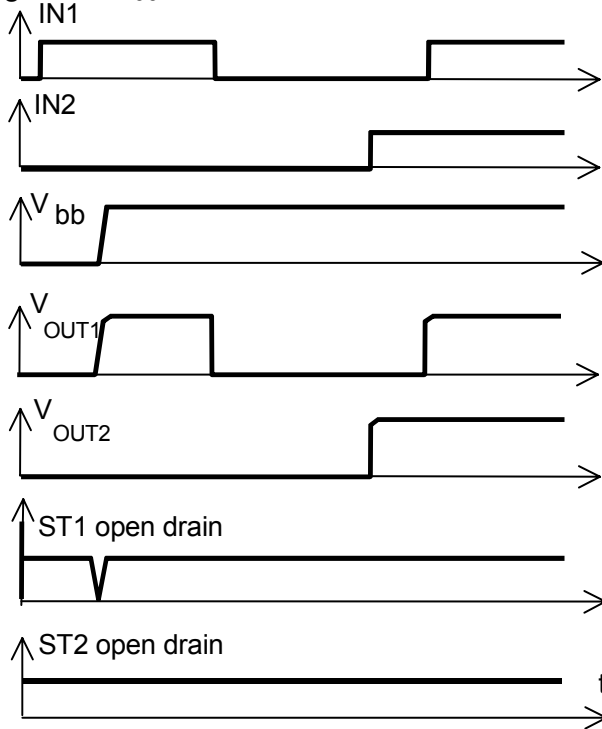 IN1
IN2
V bb
V OUT1
V OUT2
ST1 open drain
ST2 open drain
t